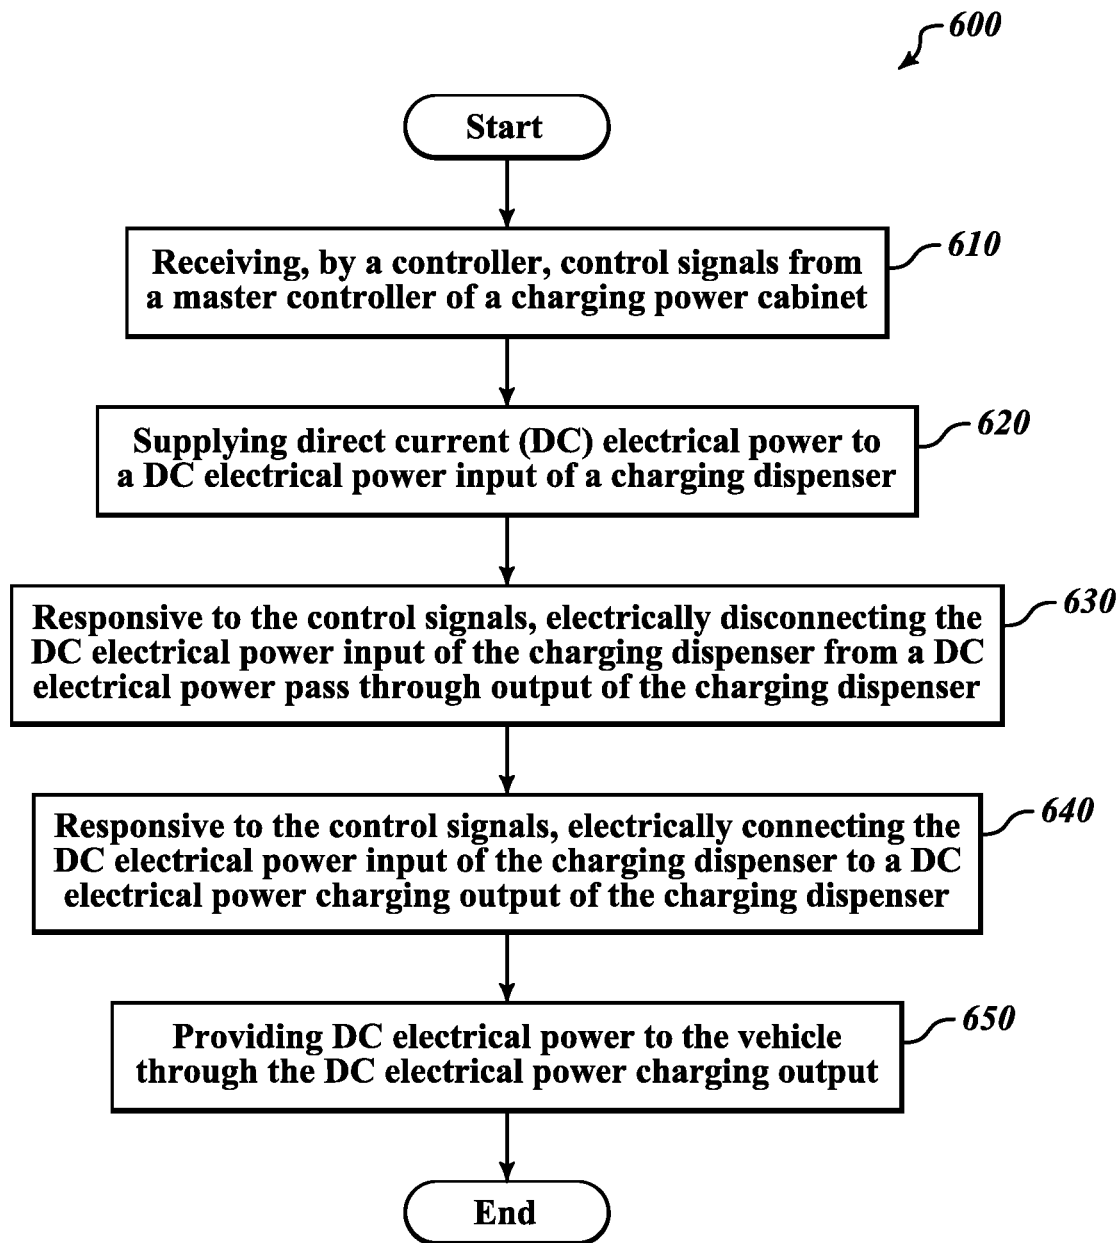 600
Start
610
Receiving, by a controller, control signals from
a master controller of a charging power cabinet
620
Supplying direct current (DC) electrical power to
a DC electrical power input of a charging dispenser
630
Responsive to the control signals, electrically disconnecting the
DC electrical power input of the charging dispenser from a DC
electrical power pass through output of the charging dispenser
640
Responsive to the control signals, electrically connecting the
DC electrical power input of the charging dispenser to a DC
electrical power charging output of the charging dispenser
650
Providing DC electrical power to the vehicle
through the DC electrical power charging output
End